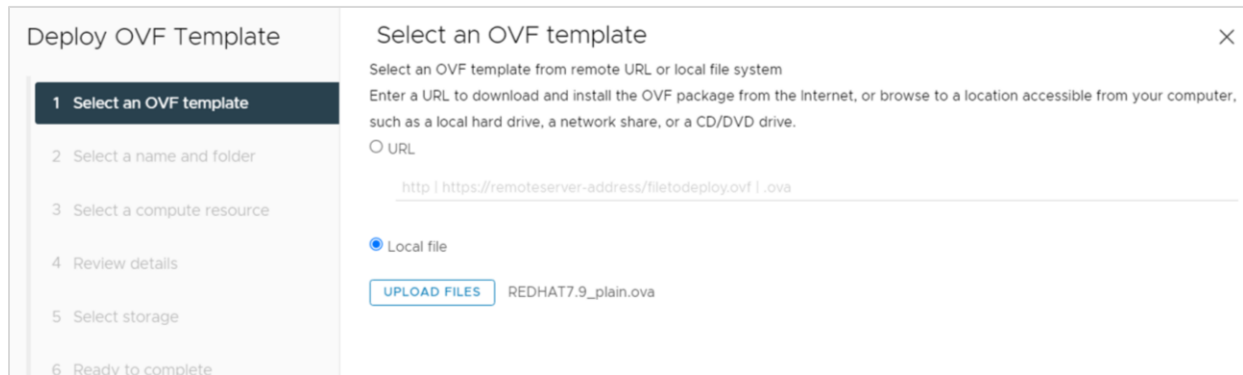 Deploy OVF Template
1 Select an OVF template
2 Select a name and folder
3 Select a compute resource
4 Review details
5 Select storage
6 Ready to complete
Select an OVF template
Select an OVF template from remote URL or local file system
Enter a URL to download and install the OVF package from the Internet, or browse to a location accessible from your computer,
such as a local hard drive, a network share, or a CD/DVD drive.
URL
http | https://remoteserver-address/filetodeploy.ovf | .ova
Local file
UPLOAD FILES REDHAT7.9_plain.ova